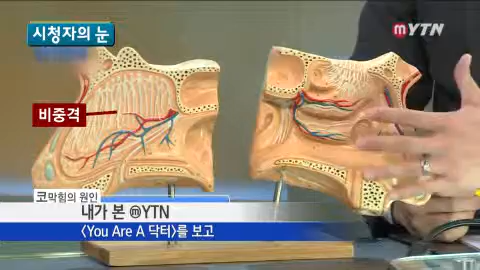 시청자의 눈
mYTN
비중격
코막힘의 원인
내가 본 ⓜYTN
<You Are A 닥터>를 보고